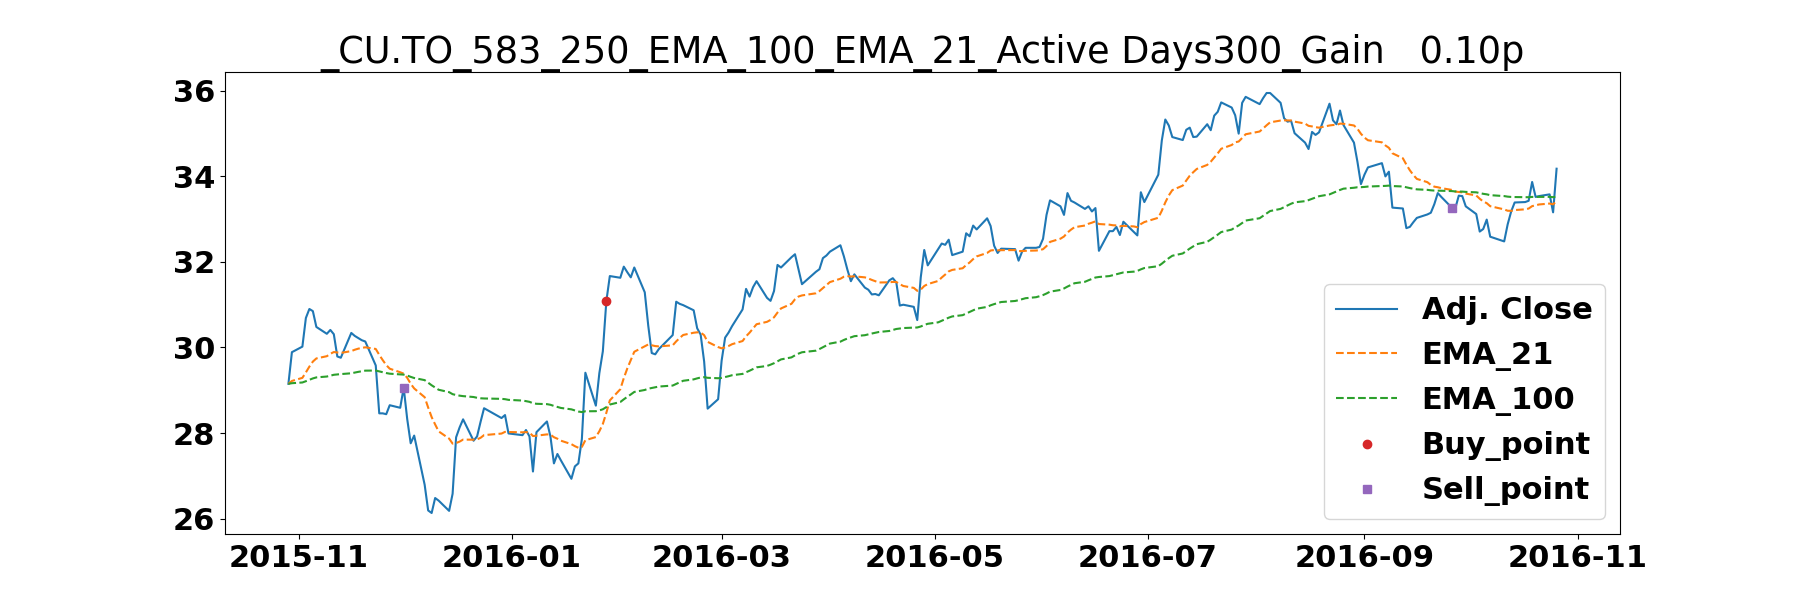 _CU.TO_583_250_EMA_100_EMA_21_Active Days300_Gain   0.10p
36
34
32
30
28
26
2015-11
2016-01
2016-03
2016-05
2016-07
2016-09
2016-11
Adj. Close
EMA_21
EMA_100
Buy_point
Sell_point